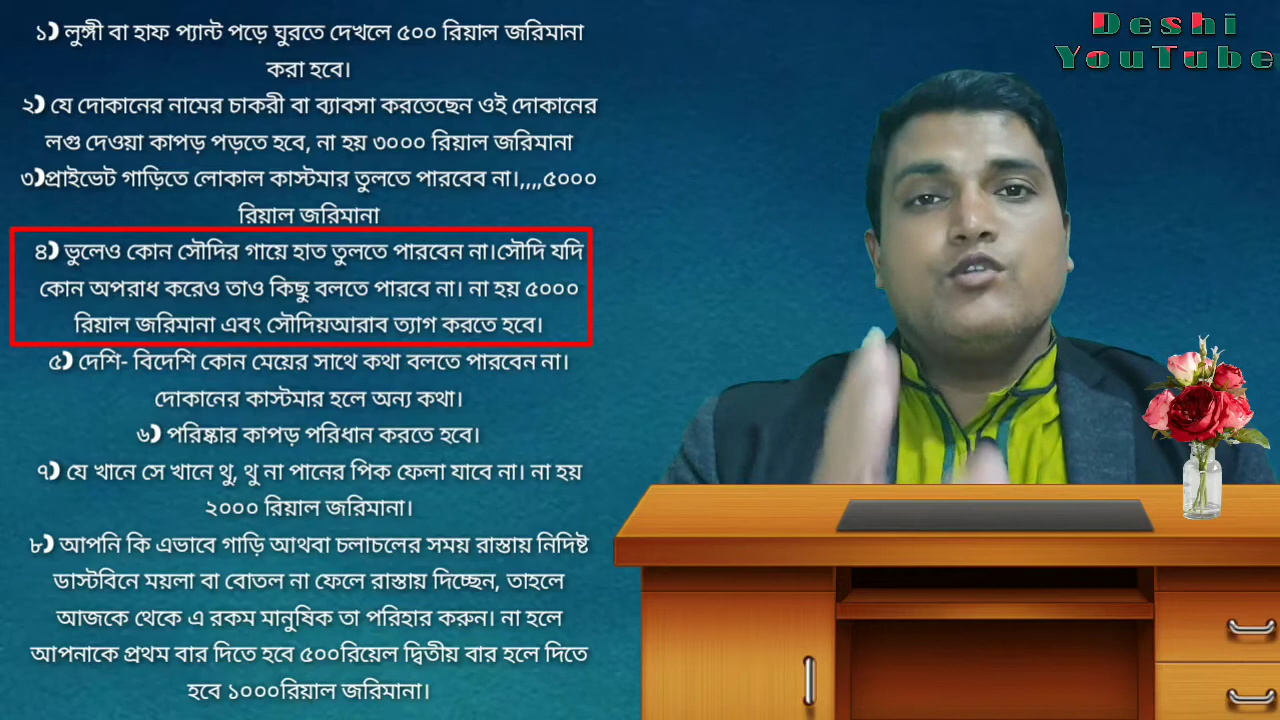 ১) লুঙ্গী বা হাফ প্যান্ট পড়ে ঘুরতে দেখলে ৫০০ রিয়াল জরিমানা
করা হবে।
২) যে দোকানের নামের চাকরী বা ব্যাবসা করতেছেন ওই দোকানের
লগু দেওয়া কাপড় পড়তে হবে, না হয় ৩০০০ রিয়াল জরিমানা
৩)প্রাইভেট গাড়িতে লোকাল কাস্টমার তুলতে পারবেব না।,,,,৫০০০
রিয়াল জরিমানা
৪) ভুলেও কোন সৌদির গায়ে হাত তুলতে পারবেন না।সৌদি যদি
কোন অপরাধ করেও তাও কিছু বলতে পারবে না। না হয় ৫০০০
রিয়াল জরিমানা এবং সৌদিয়আরাব ত্যাগ করতে হবে।
৫) দেশি- বিদেশি কোন মেয়ের সাথে কথা বলতে পারবেন না।
দোকানের কাস্টমার হলে অন্য কথা।
৬) পরিষ্কার কাপড় পরিধান করতে হবে।
৭) যে খানে সে খানে থু, থু না পানের পিক ফেলা যাবে না। না হয়
২০০০ রিয়াল জরিমানা।
৮) আপনি কি এভাবে গাড়ি আথবা চলাচলের সময় রাস্তায় নিদিষ্ট
ডাস্টবিনে ময়লা বা বোতল না ফেলে রাস্তায় দিচ্ছেন, তাহলে
আজকে থেকে এ রকম মানুষিক তা পরিহার করুন। না হলে
আপনাকে প্রথম বার দিতে হবে ৫০০রিয়েল দ্বিতীয় বার হলে দিতে
হবে ১০০০রিয়াল জরিমানা।
Deshi
YouTube